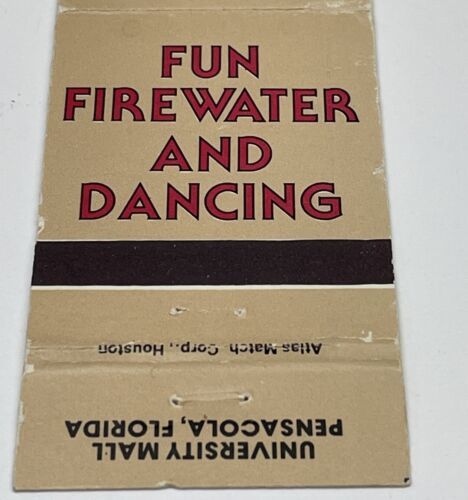 FUN
FIREWATER
AND
DANCING
Atlas Match Corp., Houston
UNIVERSITY MALL
PENSACOLA, FLORIDA